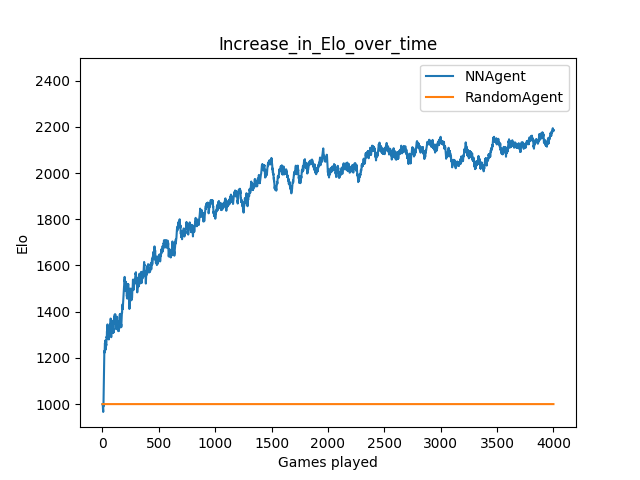 Increase_in_Elo_over_time
NNAgent
RandomAgent
2400
2200
2000
1800
1600
1400
1200
1000
Elo
0 500 1000 1500 2000 2500 3000 3500 4000
Games played